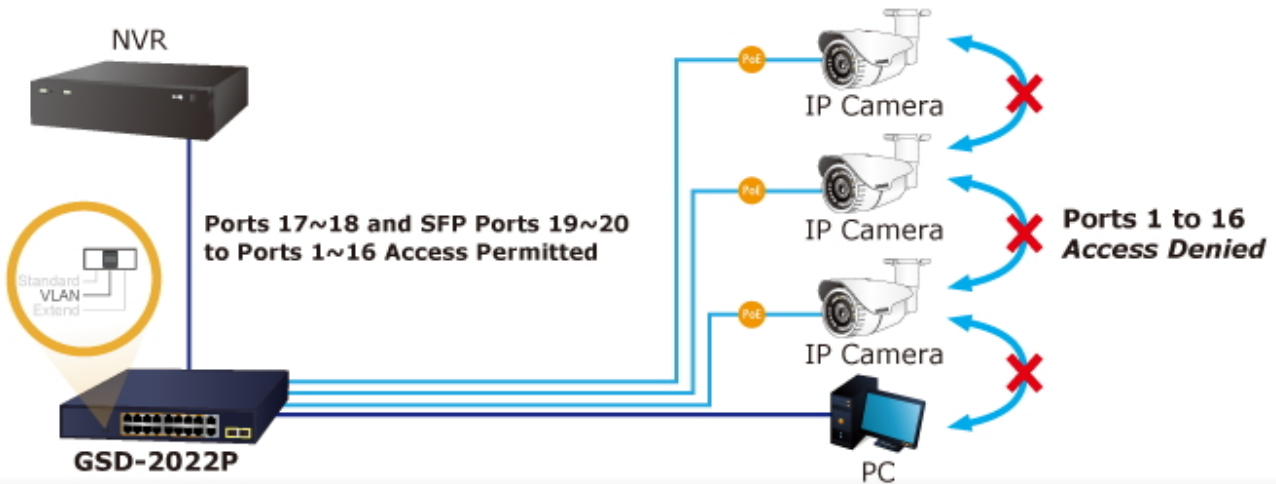 NVR
PoE
IP Camera
Ports 17~18 and SFP Ports 19~20
to Ports 1~16 Access Permitted
PoE
IP Camera
Ports 1 to 16
Access Denied
Standard
VLAN
Extend
PoE
IP Camera
GSD-2022P
PC